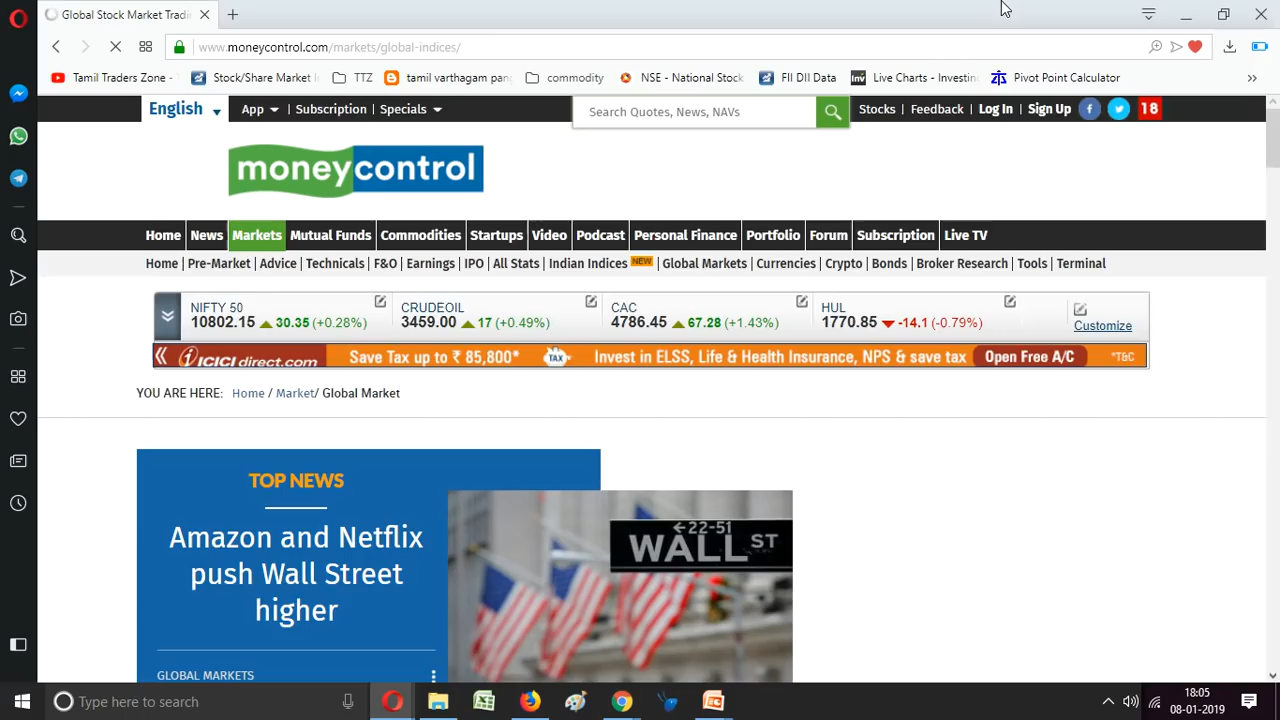 Global Stock Market Tradi
www.moneycontrol.com/markets/global-indices/
Tamil Traders Zone - Stock/Share Market I TTZ tamil varthagam pan commodity NSE - National Stock FII DII Data Inv Live Charts - Investin Pivot Point Calculator »
English App Subscription Specials Search Quotes, News, NAVs Stocks Feedback Log In Sign Up 18
moneycontrol
Home News Markets Mutual Funds Commodities Startups Video Podcast Personal Finance Portfolio Forum Subscription Live TV
Home Pre-Market Advice Technicals F&O Earnings IPO All Stats Indian Indices NEW Global Markets Currencies Crypto Bonds Broker Research Tools Terminal
NIFTY 50 CRUDEOIL CAC HUL
10802.15 30.35 (+0.28%) 3459.00 17 (+0.49%) 4786.45 67.28 (+1.43%) 1770.85 -14.1 (-0.79%)
Customize
ICICI direct.com Save Tax up to ₹ 85,800* TAX Invest in ELSS, Life & Health Insurance, NPS & save tax Open Free A/C *T&C
YOU ARE HERE: Home / Market/ Global Market
TOP NEWS
Amazon and Netflix
push Wall Street
higher
GLOBAL MARKETS
22-51
WALL ST
Type here to search
18:05
08-01-2019